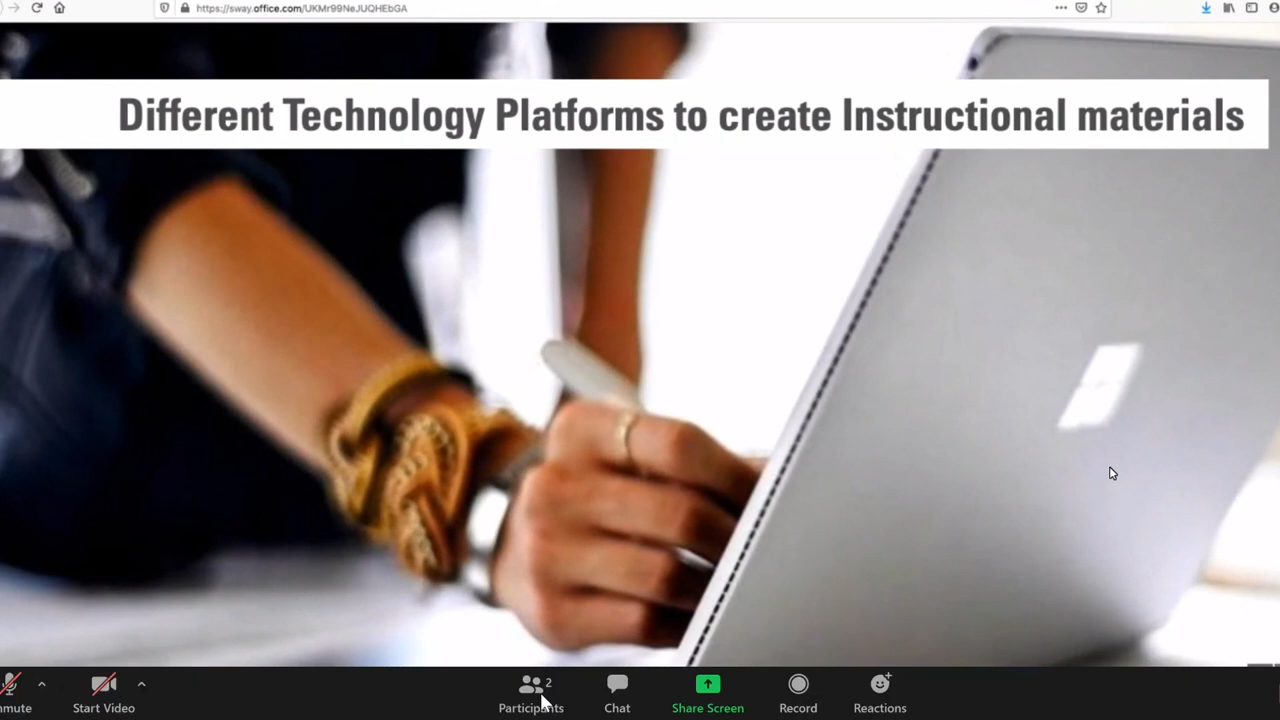 https://sway.office.com/UKMr99NeJUQHEbGA
Different Technology Platforms to create Instructional materials
2
mute
Start Video
Participants
Chat
Share Screen
Record
Reactions